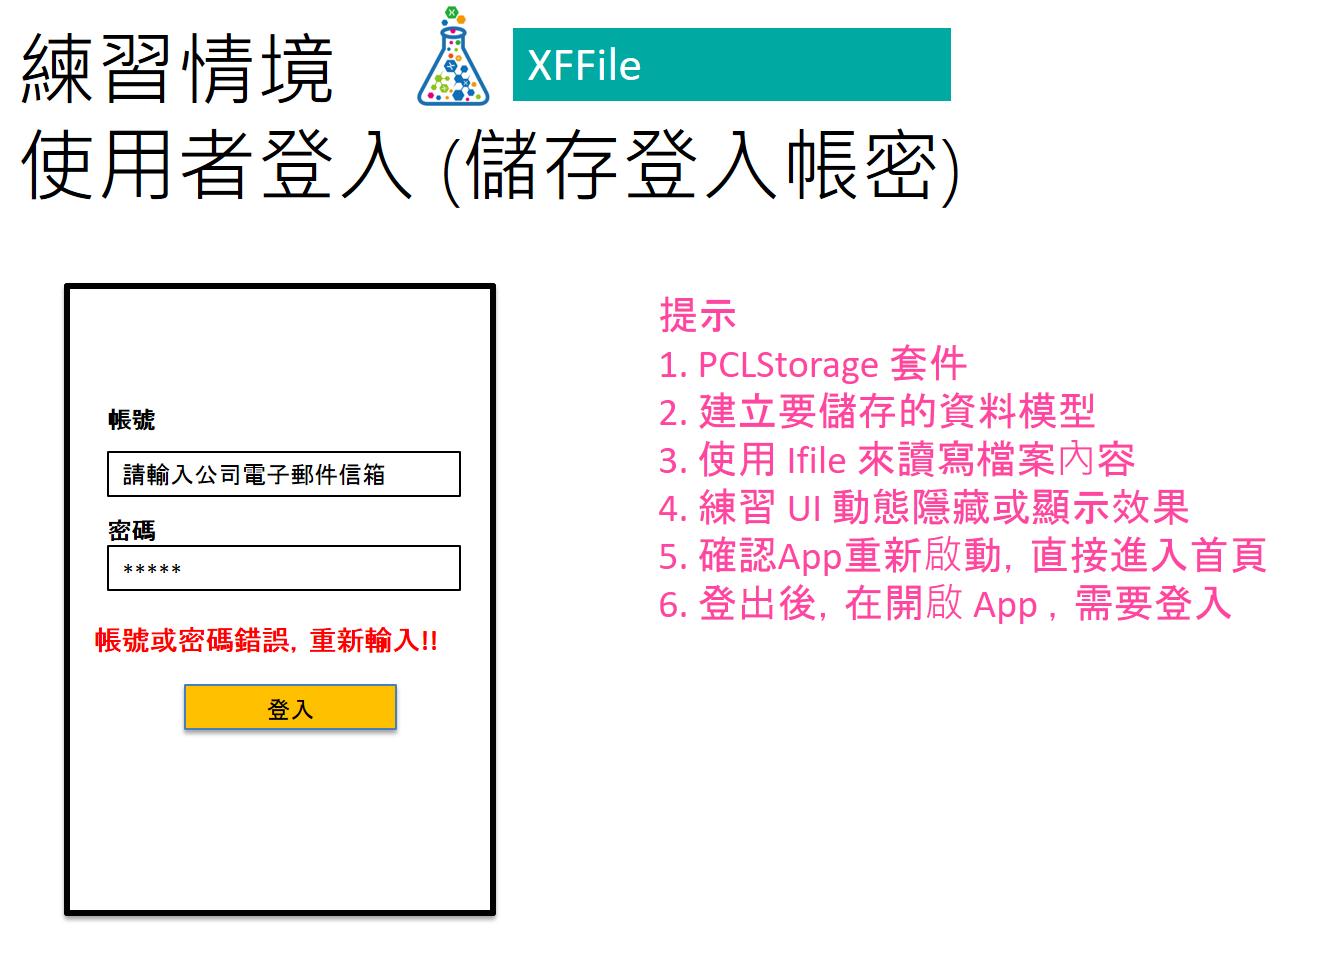 練習情境
XFFile
使用者登入 (儲存登入帳密)
帳號
請輸入公司電子郵件信箱
密碼
*****
帳號或密碼錯誤, 重新輸入!!
登入
提示
1. PCLStorage 套件
2. 建立要儲存的資料模型
3. 使用 Ifile 來讀寫檔案內容
4. 練習 UI 動態隱藏或顯示效果
5. 確認App重新啟動, 直接進入首頁
6. 登出後, 在開啟 App , 需要登入